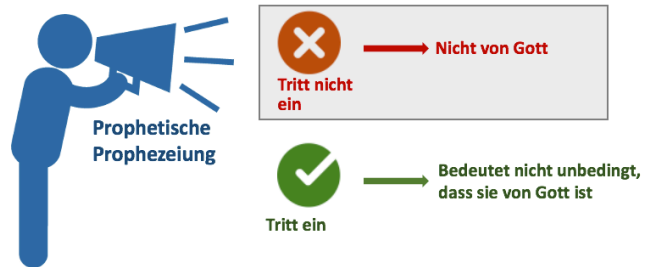 Prophetische
Prophezeiung
Tritt nicht
ein
Nicht von Gott
Tritt ein
Bedeutet nicht unbedingt,
dass sie von Gott ist